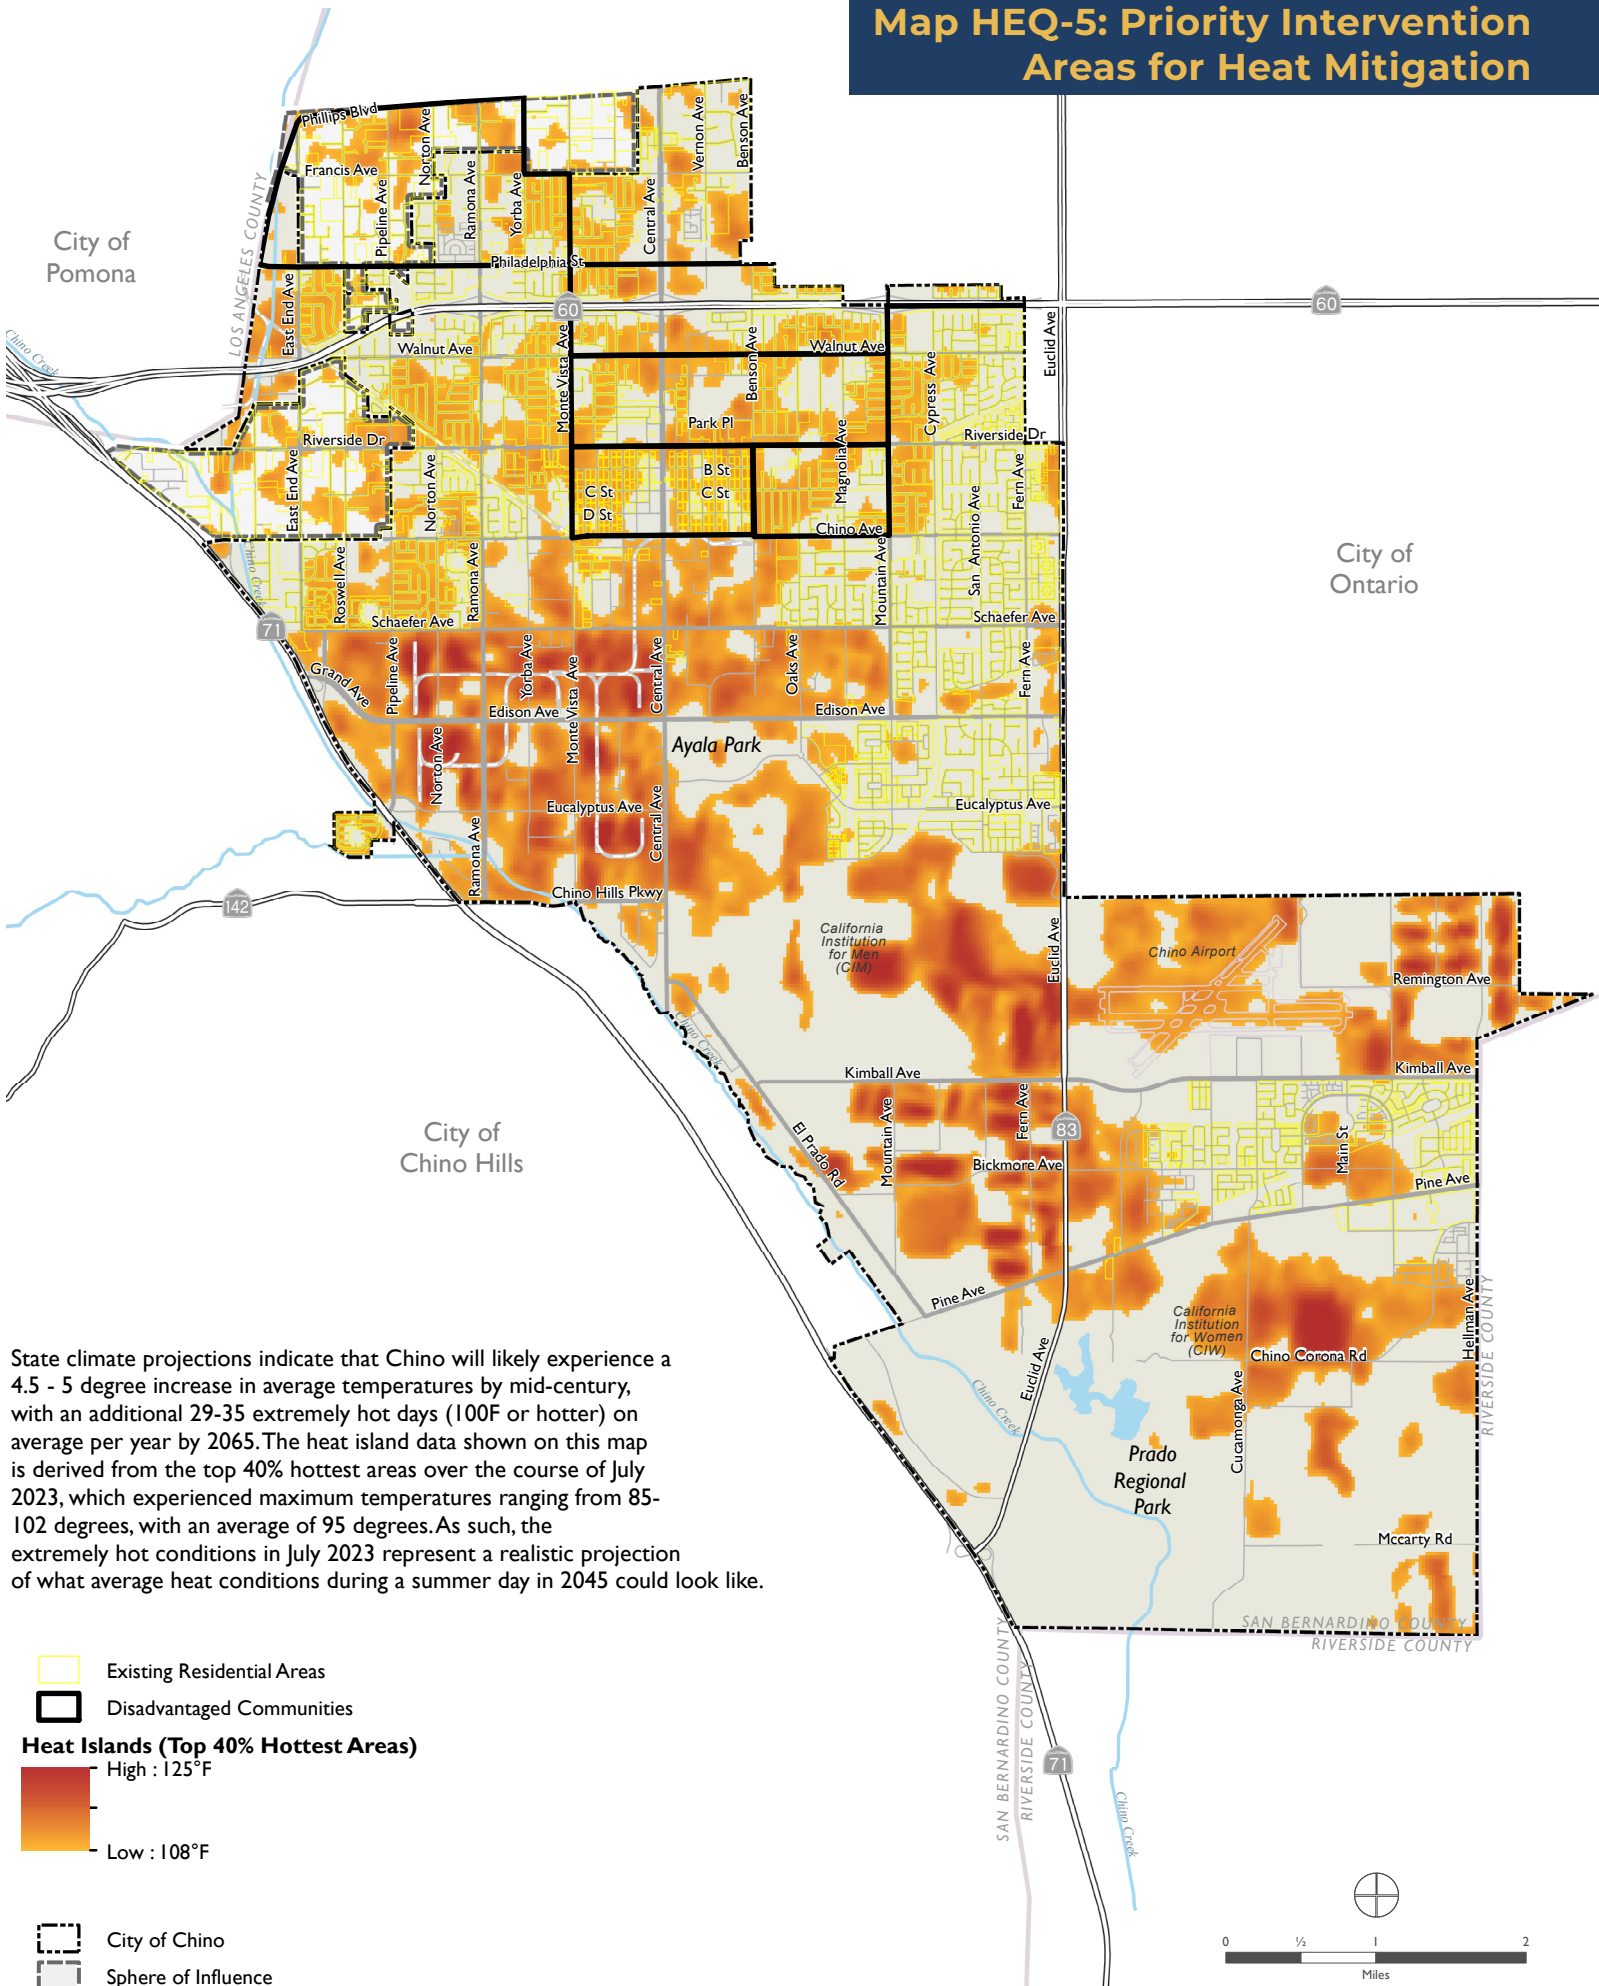 Map HEQ-5: Priority Intervention
Areas for Heat Mitigation
Phillips Blvd
Norton Ave
Vernon Ave
Benson Ave
Francis Ave
Pipeline Ave
Ramona Ave
Yorba Ave
Central Ave
LOS ANGELES COUNTY
City of
Pomona
Philadelphia St
East End Ave
60
60
Chino Creek
Walnut Ave
Monte Vista Ave
Benson Ave
Walnut Ave
Cypress Ave
Euclid Ave
Park Pl
Riverside Dr
Riverside Dr
East End Ave
Norton Ave
B St
C St
C St
D St
Magnolia Ave
Fern Ave
San Antonio Ave
Chino Ave
Chino Creek
Roswell Ave
Ramona Ave
Mountain Ave
City of
Ontario
71
Schaefer Ave
Schaefer Ave
Grand Ave
Pipeline Ave
Yorba Ave
Monte Vista Ave
Central Ave
Oaks Ave
Fern Ave
Edison Ave
Edison Ave
Norton Ave
Ayala Park
Eucalyptus Ave
Eucalyptus Ave
Ramona Ave
Central Ave
142
Chino Hills Pkwy
California
Institution
for Men
(CIM)
Euclid Ave
Chino Airport
Remington Ave
Chino Creek
Kimball Ave
Kimball Ave
City of
Chino Hills
El Prado Rd
Mountain Ave
Fern Ave
83
Main St
Bickmore Ave
Pine Ave
Pine Ave
California
Institution
for Women
(CIW)
Hellman Ave
RIVERSIDE COUNTY
Chino Corona Rd
Euclid Ave
Chino Creek
Cucamonga Ave
Prado
Regional
Park
Mccarty Rd
State climate projections indicate that Chino will likely experience a
4.5 - 5 degree increase in average temperatures by mid-century,
with an additional 29-35 extremely hot days (100F or hotter) on
average per year by 2065. The heat island data shown on this map
is derived from the top 40% hottest areas over the course of July
2023, which experienced maximum temperatures ranging from 85-
102 degrees, with an average of 95 degrees. As such, the
extremely hot conditions in July 2023 represent a realistic projection
of what average heat conditions during a summer day in 2045 could look like.
SAN BERNARDINO COUNTY
RIVERSIDE COUNTY
SAN BERNARDINO COUNTY
RIVERSIDE COUNTY
71
Chino Creek
Existing Residential Areas
Disadvantaged Communities
Heat Islands (Top 40% Hottest Areas)
High : 125°F
Low : 108°F
City of Chino
Sphere of Influence
0 ½ 1 2
Miles